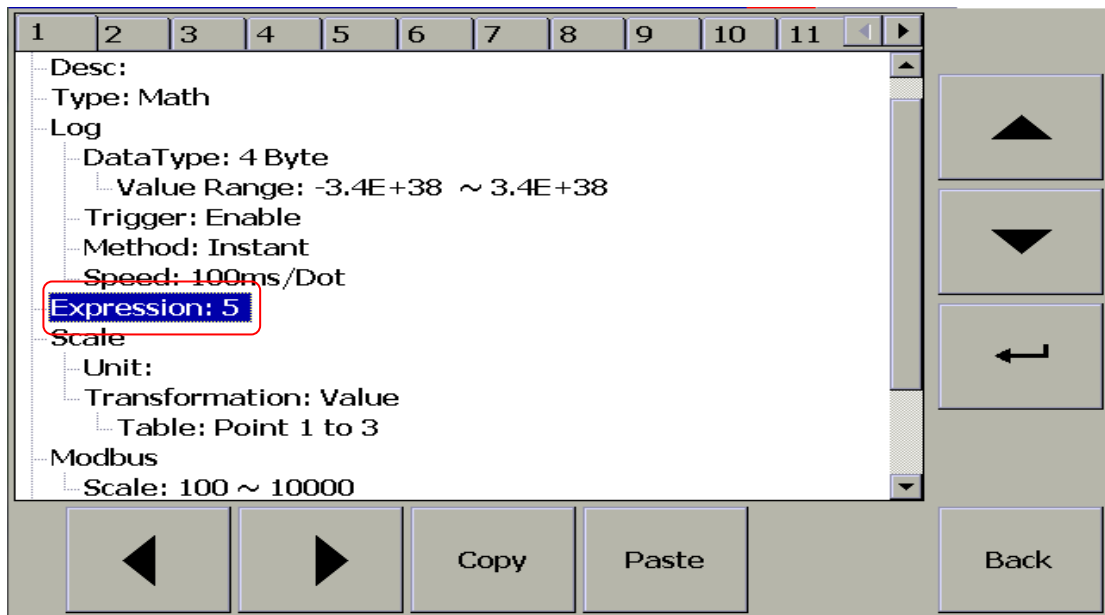 1 2 3 4 5 6 7 8 9 10 11
Desc:
Type: Math
Log
DataType: 4 Byte
Value Range: -3.4E+38 ~ 3.4E+38
Trigger: Enable
Method: Instant
Speed: 100ms/Dot
Expression: 5
Scale
Unit:
Transformation: Value
Table: Point 1 to 3
Modbus
Scale: 100 ~ 10000
Copy Paste Back